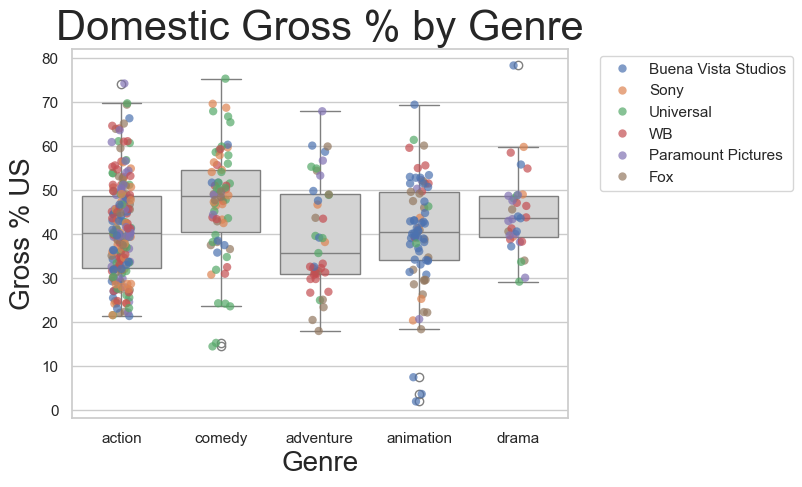 Domestic Gross % by Genre
Gross % US
80
70
60
50
40
30
20
10
0
action comedy adventure animation drama
Genre
Buena Vista Studios
Sony
Universal
WB
Paramount Pictures
Fox